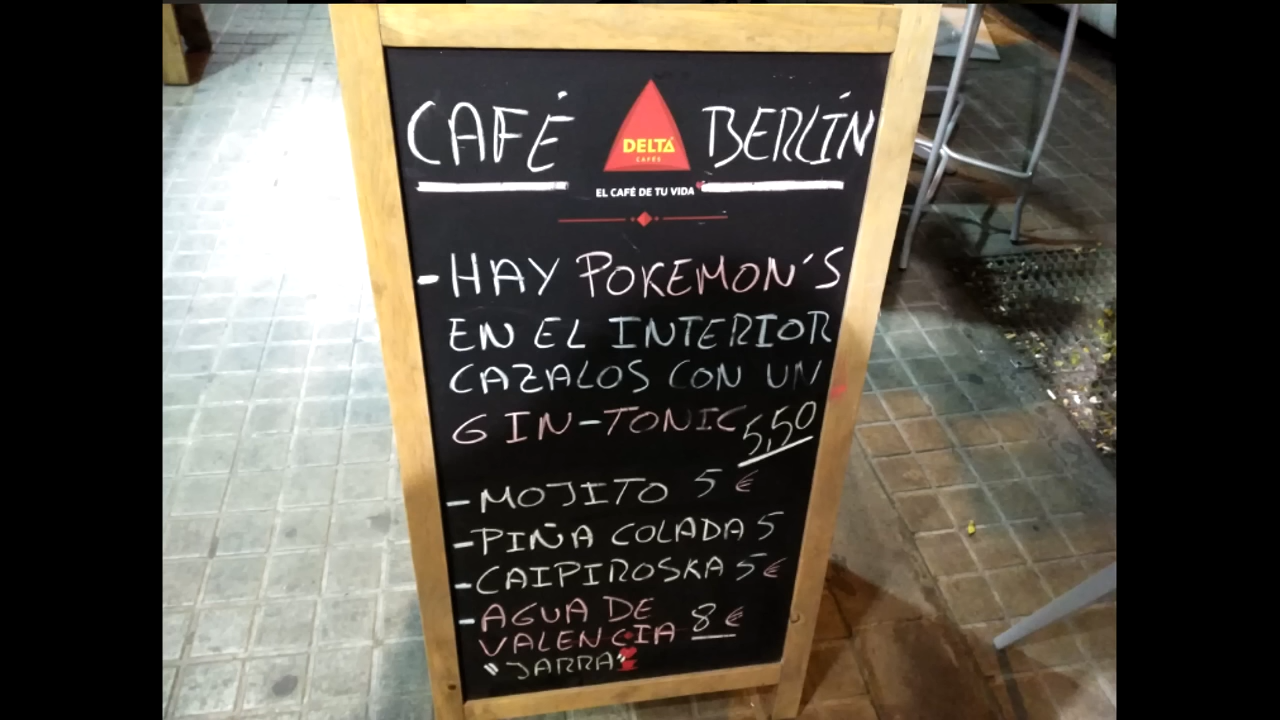 CAFÉ BERLÍN
DELTA
CAFÉS
EL CAFÉ DE TU VIDA
-HAY POKEMON'S
EN EL INTERIOR
CAZALOS CON UN
GIN-TONIC 5,50
-MOJITO 5 €
-PIÑA COLADA 5
-CAIPIROSKA 5€
-AGUA DE
VALENCIA 8 €
"JARRA"